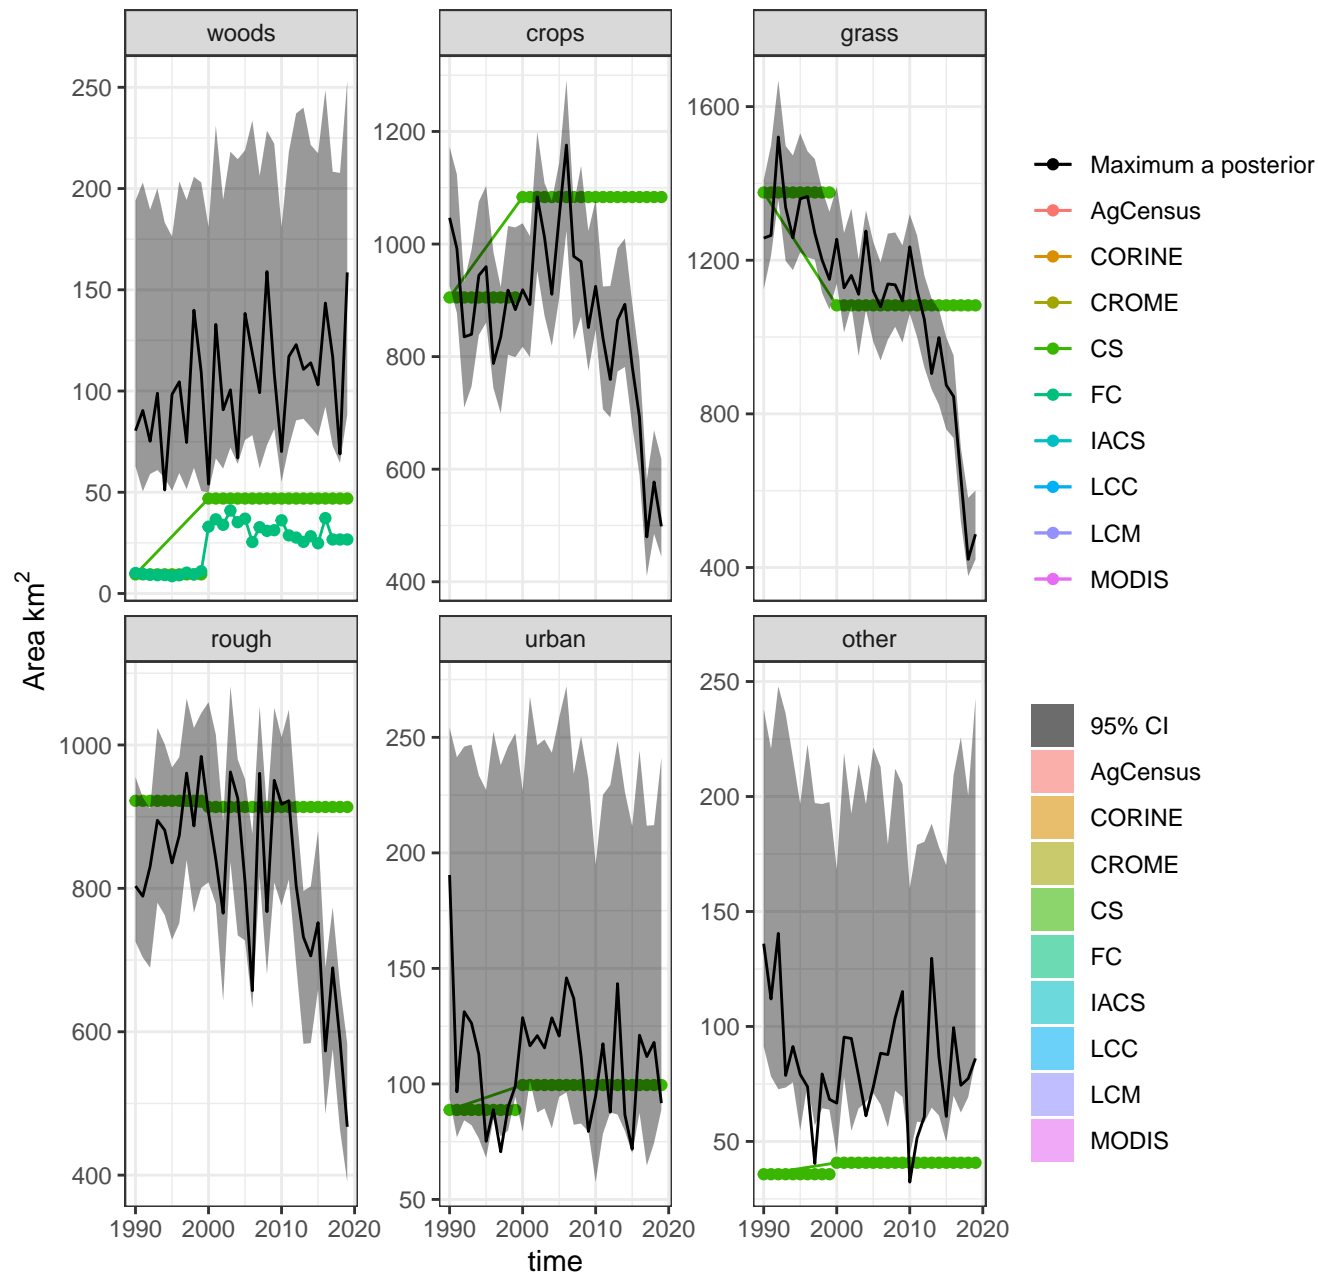 woods
crops
grass
250
200
150
100
50
0
1200
1000
800
600
400
1600
1200
800
400
Area km²
rough
urban
other
1000
800
600
400
250
200
150
100
50
250
200
150
100
50
1990 2000 2010 2020
1990 2000 2010 2020
1990 2000 2010 2020
time
Maximum a posterior
AgCensus
CORINE
CROME
CS
FC
IACS
LCC
LCM
MODIS
95% CI
AgCensus
CORINE
CROME
CS
FC
IACS
LCC
LCM
MODIS